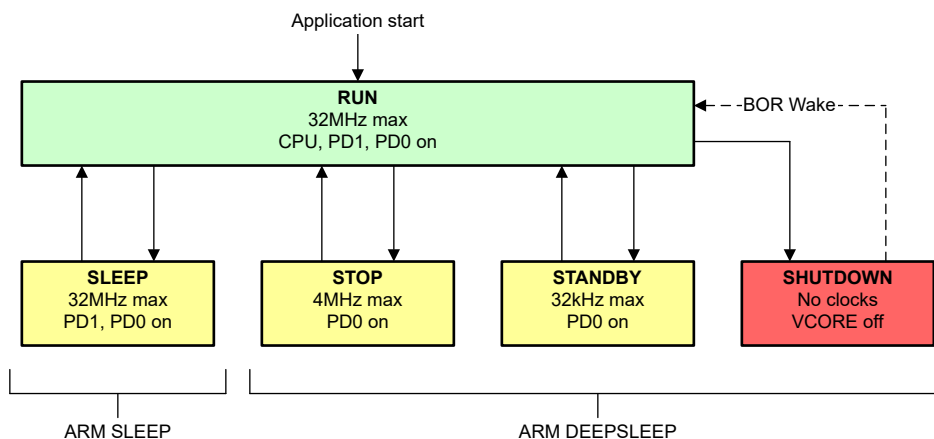 Application start
RUN
32MHz max
CPU, PD1, PD0 on
BOR Wake
SLEEP
32MHz max
PD1, PD0 on
STOP
4MHz max
PD0 on
STANDBY
32kHz max
PD0 on
SHUTDOWN
No clocks
VCORE off
ARM SLEEP
ARM DEEPSLEEP